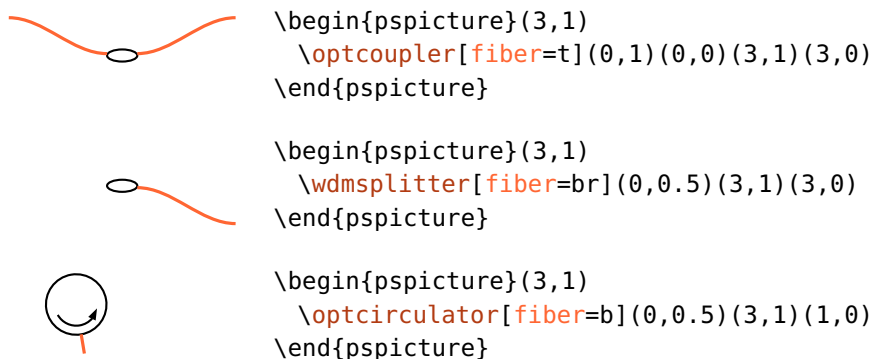 \begin{pspicture}(3,1)
  \optcoupler[fiber=t](0,1)(0,0)(3,1)(3,0)
\end{pspicture}
\begin{pspicture}(3,1)
  \wdmsplitter[fiber=br](0,0.5)(3,1)(3,0)
\end{pspicture}
\begin{pspicture}(3,1)
  \optcirculator[fiber=b](0,0.5)(3,1)(1,0)
\end{pspicture}